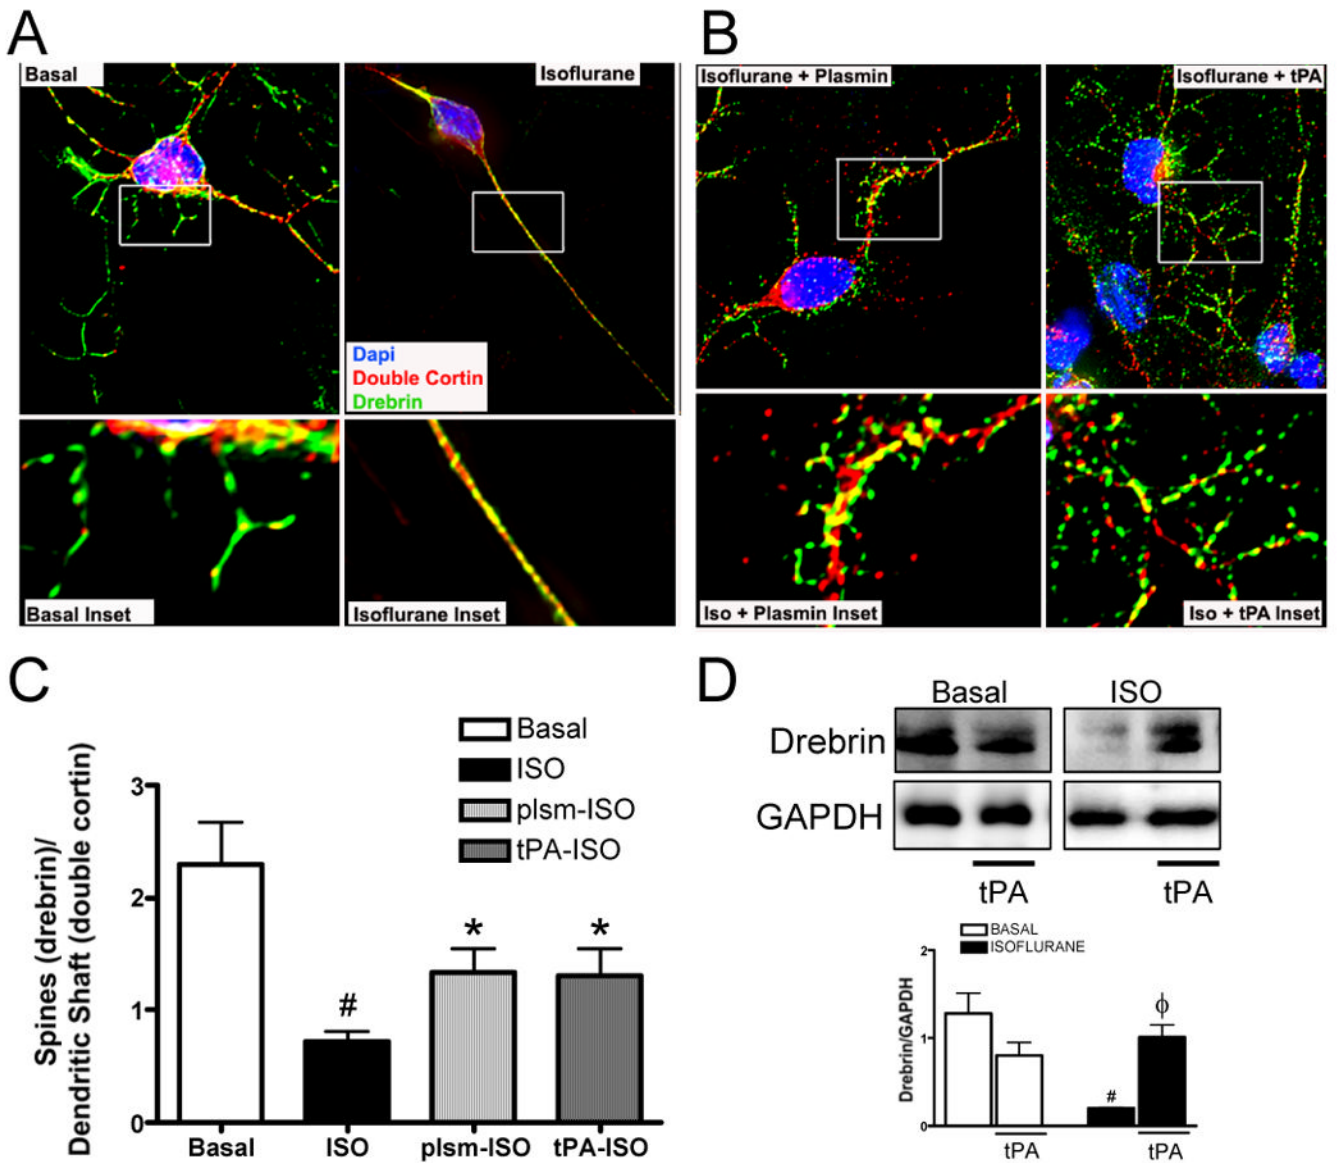 A
B
Basal
Isoflurane
Isoflurane + Plasmin
Isoflurane + tPA
Dapi
Double Cortin
Drebrin
Basal Inset
Isoflurane Inset
Iso + Plasmin Inset
Iso + tPA Inset
C
Basal
ISO
plsm-ISO
tPA-ISO
Spines (drebrin)/
Dendritic Shaft (double cortin)
3
2
1
0
#
*
*
Basal
ISO
plsm-ISO
tPA-ISO
D
Basal
ISO
Drebrin
GAPDH
tPA
tPA
BASAL
ISOFLURANE
Drebrin/GAPDH
2
1
0
#
ϕ
tPA
tPA